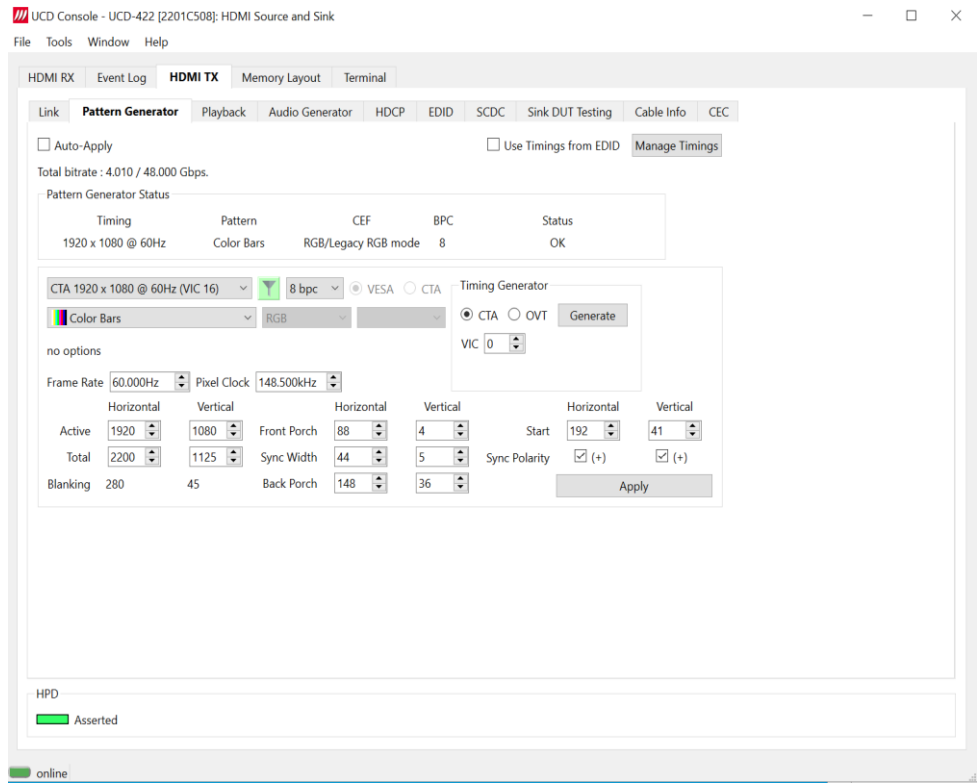 UCD Console - UCD-422 [2201C508]: HDMI Source and Sink
File Tools Window Help
HDMI RX Event Log HDMI TX Memory Layout Terminal
Link Pattern Generator Playback Audio Generator HDCP EDID SCDC Sink DUT Testing Cable Info CEC
Auto-Apply Use Timings from EDID Manage Timings
Total bitrate : 4.010 / 48.000 Gbps.
Pattern Generator Status
Timing Pattern CEF BPC Status
1920 x 1080 @ 60Hz Color Bars RGB/Legacy RGB mode 8 OK
CTA 1920 x 1080 @ 60Hz (VIC 16) 8 bpc VESA CTA Timing Generator
Color Bars RGB CTA OVT Generate
VIC 0
no options
Frame Rate 60.000Hz Pixel Clock 148.500kHz
Horizontal Vertical Horizontal Vertical Horizontal Vertical
Active 1920 1080 Front Porch 88 4 Start 192 41
Total 2200 1125 Sync Width 44 5 Sync Polarity (+) (+)
Blanking 280 45 Back Porch 148 36 Apply
HPD
Asserted
online